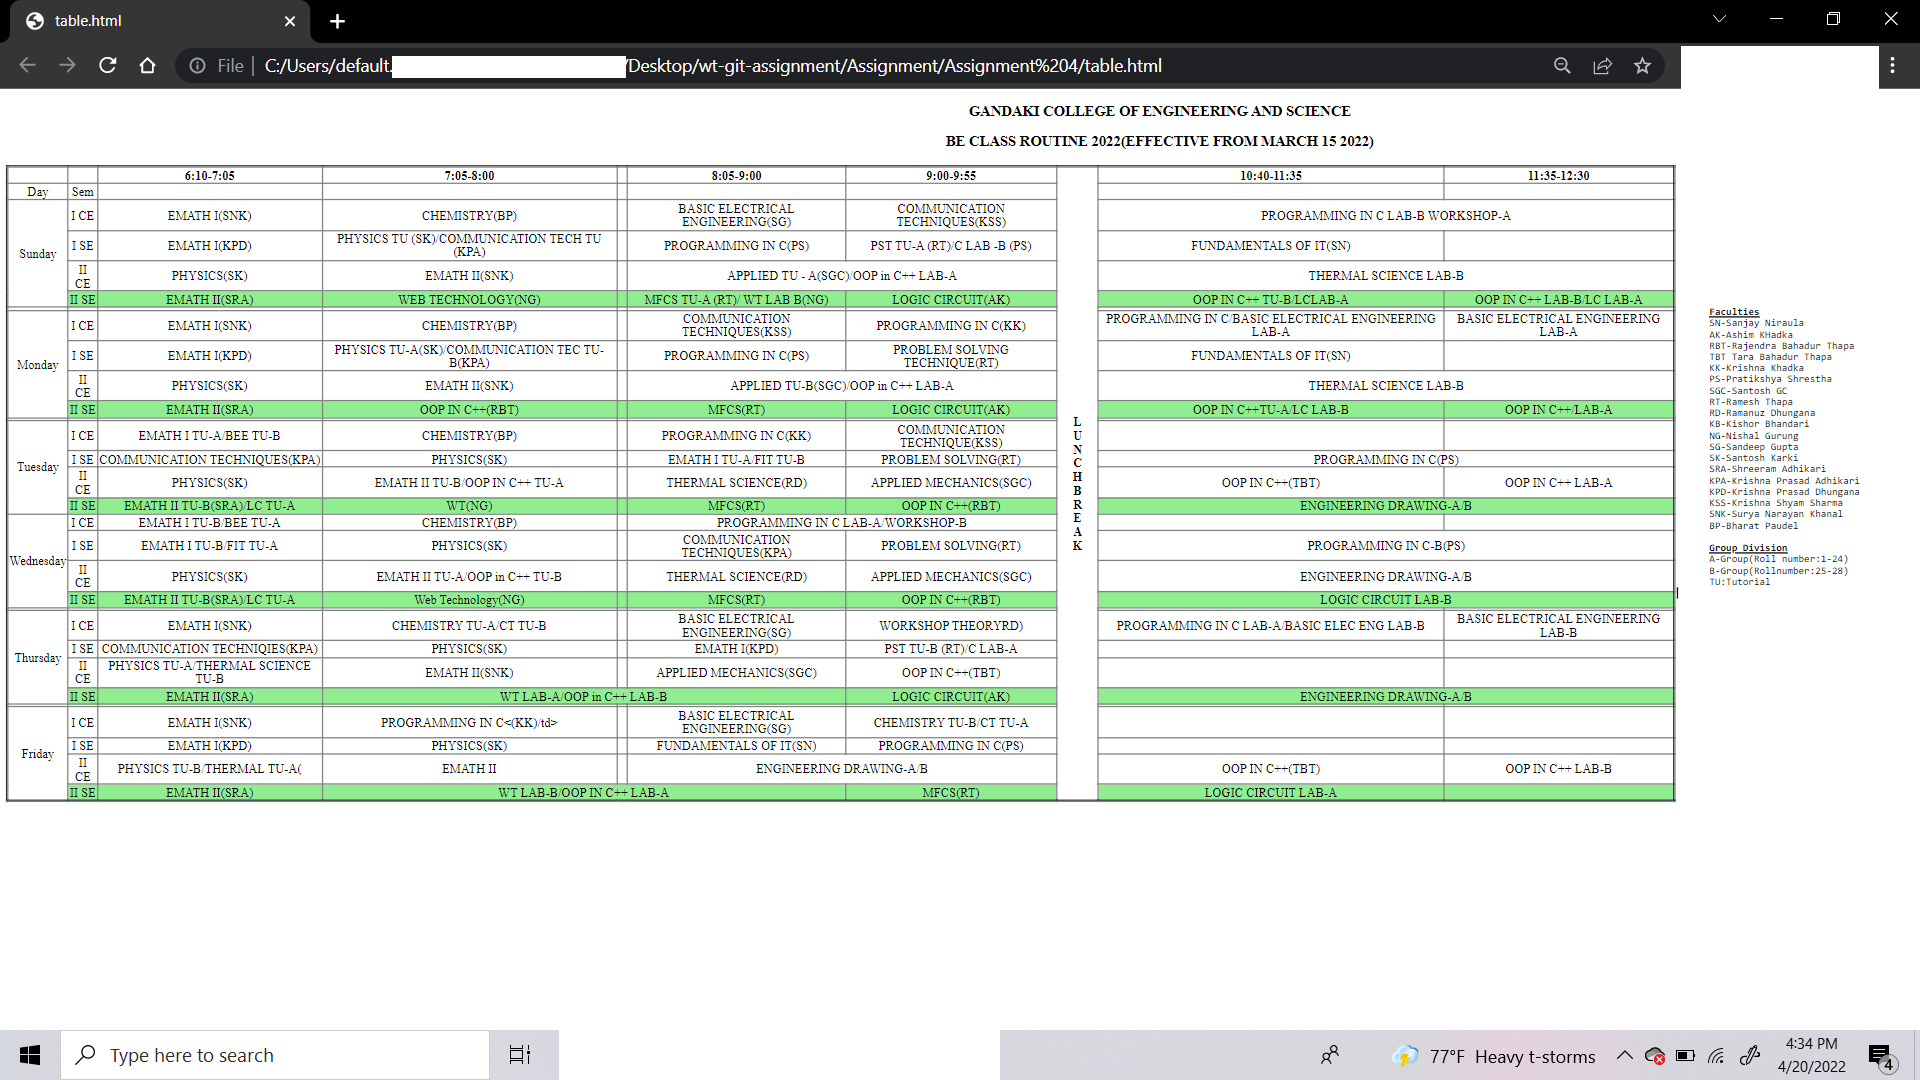 table.html
File
C:/Users/default.
/Desktop/wt-git-assignment/Assignment/Assignment%204/table.html
GANDAKI COLLEGE OF ENGINEERING AND SCIENCE
BE CLASS ROUTINE 2022(EFFECTIVE FROM MARCH 15 2022)
6:10-7:05 7:05-8:00 8:05-9:00 9:00-9:55 10:40-11:35 11:35-12:30
Day Sem
Sunday
I CE EMATH I(SNK) CHEMISTRY(BP) BASIC ELECTRICAL ENGINEERING(SG) COMMUNICATION TECHNIQUES(KSS) PROGRAMMING IN C LAB-B WORKSHOP-A
I SE EMATH I(KPD) PHYSICS TU (SK)/COMMUNICATION TECH TU (KPA) PROGRAMMING IN C(PS) PST TU-A (RT)/C LAB -B (PS) FUNDAMENTALS OF IT(SN)
II CE PHYSICS(SK) EMATH II(SNK) APPLIED TU - A(SGC)/OOP in C++ LAB-A THERMAL SCIENCE LAB-B
II SE EMATH II(SRA) WEB TECHNOLOGY(NG) MFCS TU-A (RT)/ WT LAB B(NG) LOGIC CIRCUIT(AK) OOP IN C++ TU-B/LCLAB-A OOP IN C++ LAB-B/LC LAB-A
Monday
I CE EMATH I(SNK) CHEMISTRY(BP) COMMUNICATION TECHNIQUES(KSS) PROGRAMMING IN C(KK) PROGRAMMING IN C/BASIC ELECTRICAL ENGINEERING LAB-A BASIC ELECTRICAL ENGINEERING LAB-A
I SE EMATH I(KPD) PHYSICS TU-A(SK)/COMMUNICATION TEC TU-B(KPA) PROGRAMMING IN C(PS) PROBLEM SOLVING TECHNIQUE(RT) FUNDAMENTALS OF IT(SN)
II CE PHYSICS(SK) EMATH II(SNK) APPLIED TU-B(SGC)/OOP in C++ LAB-A THERMAL SCIENCE LAB-B
II SE EMATH II(SRA) OOP IN C++(RBT) MFCS(RT) LOGIC CIRCUIT(AK) OOP IN C++TU-A/LC LAB-B OOP IN C++/LAB-A
LUNCHBREAK
Tuesday
I CE EMATH I TU-A/BEE TU-B CHEMISTRY(BP) PROGRAMMING IN C(KK) COMMUNICATION TECHNIQUE(KSS)
I SE COMMUNICATION TECHNIQUES(KPA) PHYSICS(SK) EMATH I TU-A/FIT TU-B PROBLEM SOLVING(RT) PROGRAMMING IN C(PS)
II CE PHYSICS(SK) EMATH II TU-B/OOP IN C++ TU-A THERMAL SCIENCE(RD) APPLIED MECHANICS(SGC) OOP IN C++(TBT) OOP IN C++ LAB-A
II SE EMATH II TU-B(SRA)/LC TU-A WT(NG) MFCS(RT) OOP IN C++(RBT) ENGINEERING DRAWING-A/B
Wednesday
I CE EMATH I TU-B/BEE TU-A CHEMISTRY(BP) PROGRAMMING IN C LAB-A/WORKSHOP-B
I SE EMATH I TU-B/FIT TU-A PHYSICS(SK) COMMUNICATION TECHNIQUES(KPA) PROBLEM SOLVING(RT) PROGRAMMING IN C-B(PS)
II CE PHYSICS(SK) EMATH II TU-A/OOP in C++ TU-B THERMAL SCIENCE(RD) APPLIED MECHANICS(SGC) ENGINEERING DRAWING-A/B
II SE EMATH II TU-B(SRA)/LC TU-A Web Technology(NG) MFCS(RT) OOP IN C++(RBT) LOGIC CIRCUIT LAB-B
Thursday
I CE EMATH I(SNK) CHEMISTRY TU-A/CT TU-B BASIC ELECTRICAL ENGINEERING(SG) WORKSHOP THEORYRD) PROGRAMMING IN C LAB-A/BASIC ELEC ENG LAB-B BASIC ELECTRICAL ENGINEERING LAB-B
I SE COMMUNICATION TECHNIQIES(KPA) PHYSICS(SK) EMATH I(KPD) PST TU-B (RT)/C LAB-A
II CE PHYSICS TU-A/THERMAL SCIENCE TU-B EMATH II(SNK) APPLIED MECHANICS(SGC) OOP IN C++(TBT)
II SE EMATH II(SRA) WT LAB-A/OOP in C++ LAB-B LOGIC CIRCUIT(AK) ENGINEERING DRAWING-A/B
Friday
I CE EMATH I(SNK) PROGRAMMING IN C<(KK)/td> BASIC ELECTRICAL ENGINEERING(SG) CHEMISTRY TU-B/CT TU-A
I SE EMATH I(KPD) PHYSICS(SK) FUNDAMENTALS OF IT(SN) PROGRAMMING IN C(PS)
II CE PHYSICS TU-B/THERMAL TU-A( EMATH II ENGINEERING DRAWING-A/B OOP IN C++(TBT) OOP IN C++ LAB-B
II SE EMATH II(SRA) WT LAB-B/OOP IN C++ LAB-A MFCS(RT) LOGIC CIRCUIT LAB-A
Faculties
SN-Sanjay Niraula
AK-Ashim KHadka
RBT-Rajendra Bahadur Thapa
TBT Tara Bahadur Thapa
KK-Krishna Khadka
PS-Pratikshya Shrestha
SGC-Santosh GC
RT-Ramesh Thapa
RD-Ramanuz Dhungana
KB-Kishor Bhandari
NG-Nishal Gurung
SG-Sandeep Gupta
SK-Santosh Karki
SRA-Shreeram Adhikari
KPA-Krishna Prasad Adhikari
KPD-Krishna Prasad Dhungana
KSS-Krishna Shyam Sharma
SNK-Surya Narayan Khanal
BP-Bharat Paudel
Group Division
A-Group(Roll number:1-24)
B-Group(Rollnumber:25-28)
TU:Tutorial
Type here to search
77°F Heavy t-storms
4:34 PM
4/20/2022
4